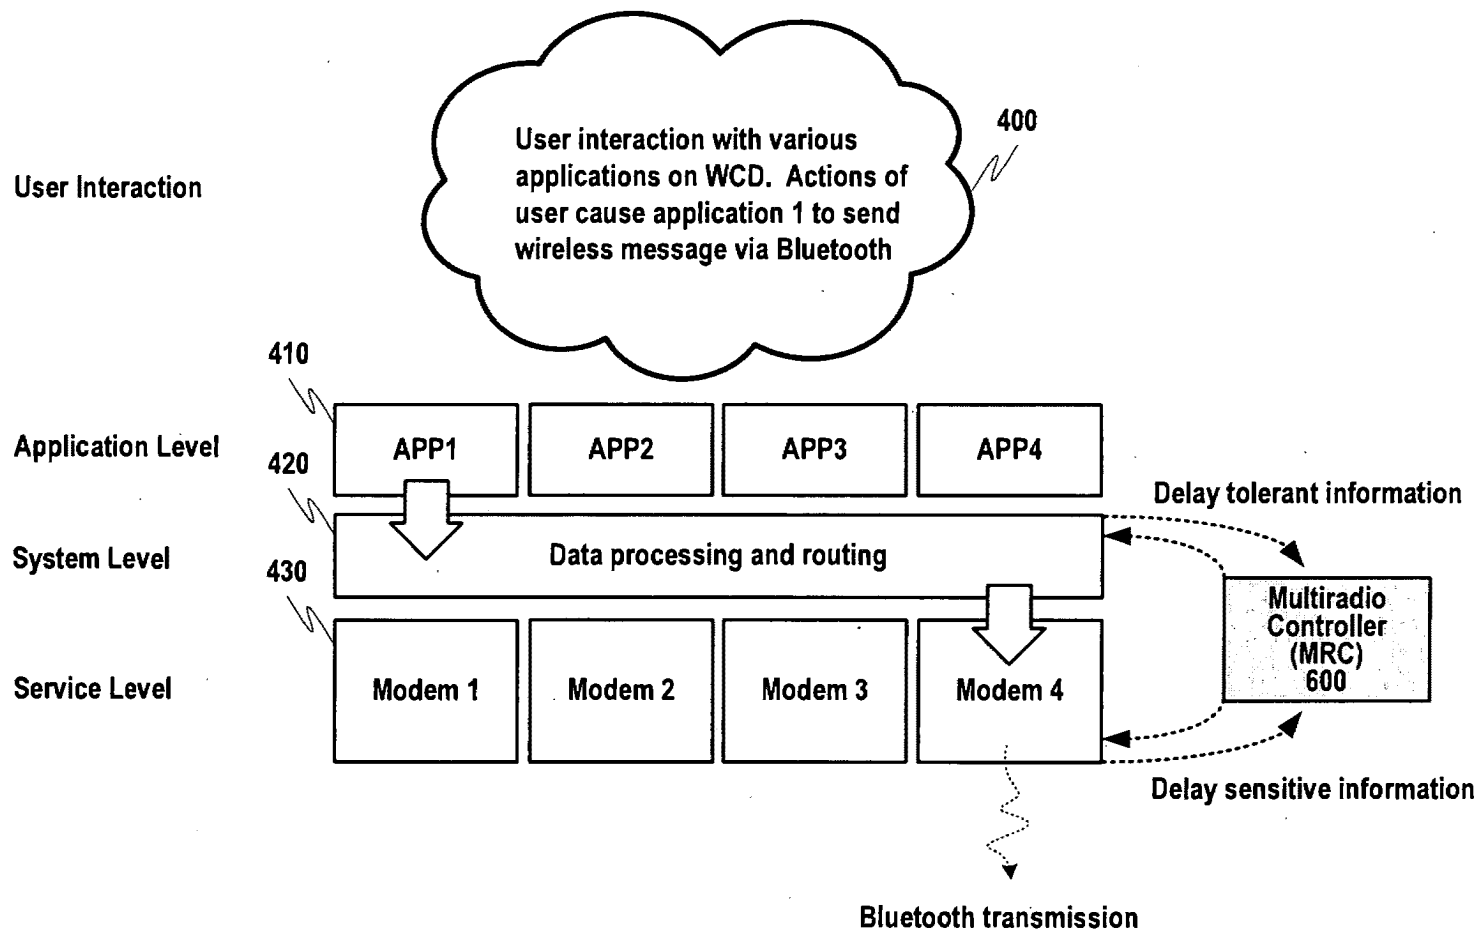 User interaction with various
applications on WCD. Actions of
user cause application 1 to send
wireless message via Bluetooth
400
User Interaction
410
Application Level
APP1
APP2
APP3
APP4
420
Delay tolerant information
System Level
Data processing and routing
430
Multiradio
Controller
(MRC)
600
Service Level
Modem 1
Modem 2
Modem 3
Modem 4
Delay sensitive information
Bluetooth transmission